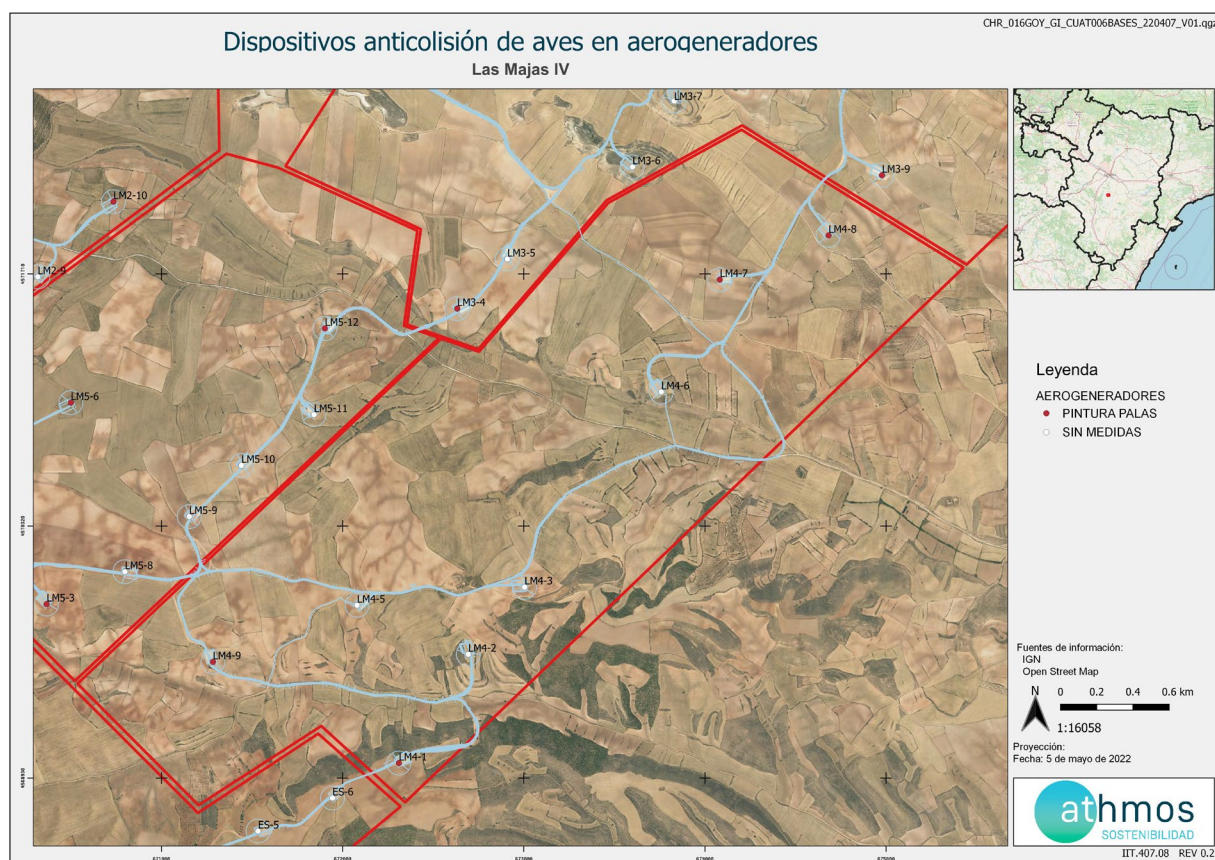 CHR_016GOY_GI_CUAT006BASES_220407_V01.qgz
Dispositivos anticolisión de aves en aerogeneradores
Las Majas IV
LM3-7
LM3-6
LM3-9
LM2-10
LM4-8
LM3-5
LM2-9
LM4-7
LM3-4
LM5-12
LM4-6
LM5-6
LM5-11
LM5-10
LM5-9
LM5-8
LM4-3
LM5-3
LM4-5
LM4-2
LM4-9
LM4-1
ES-6
ES-5
671000
672000
673000
674000
675000
Leyenda
AEROGENERADORES
PINTURA PALAS
SIN MEDIDAS
Fuentes de información:
IGN
Open Street Map
N
0 0.2 0.4 0.6 km
1:16058
Proyección:
Fecha: 5 de mayo de 2022
athmos
SOSTENIBILIDAD
IIT.407.08 REV 0.2